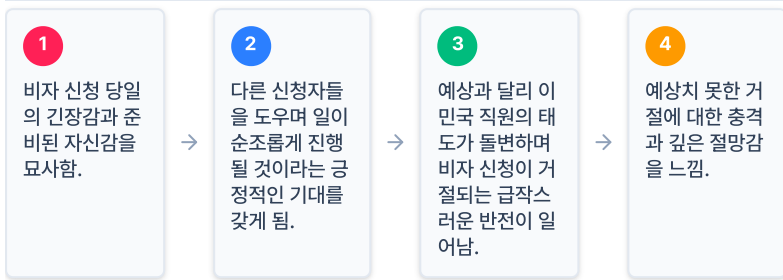 1
비자 신청 당일
의 긴장감과 준
비된 자신감을
묘사함.
→
2
다른 신청자들
을 도우며 일이
순조롭게 진행
될 것이라는 긍
정적인 기대를
갖게 됨.
→
3
예상과 달리 이
민국 직원의 태
도가 돌변하며
비자 신청이 거
절되는 급작스
러운 반전이 일
어남.
→
4
예상치 못한 거
절에 대한 충격
과 깊은 절망감
을 느낌.